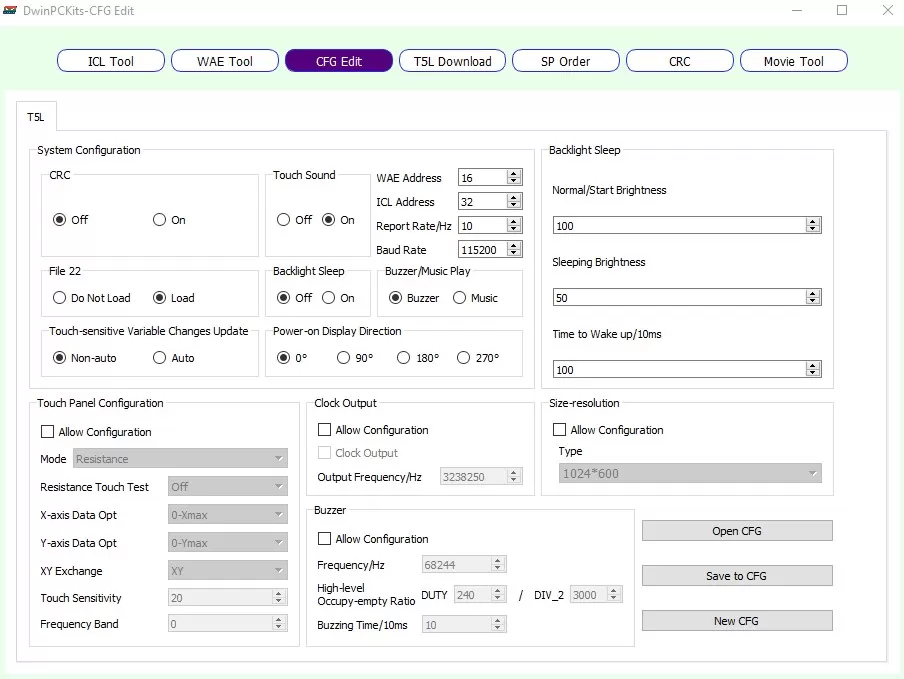 DwinPCKits-CFG Edit
ICL Tool
WAE Tool
CFG Edit
T5L Download
SP Order
CRC
Movie Tool
T5L
System Configuration
CRC
Off
On
Touch Sound
Off
On
WAE Address
16
ICL Address
32
Report Rate/Hz
10
Baud Rate
115200
File 22
Do Not Load
Load
Backlight Sleep
Off
On
Buzzer/Music Play
Buzzer
Music
Touch-sensitive Variable Changes Update
Non-auto
Auto
Power-on Display Direction
0°
90°
180°
270°
Backlight Sleep
Normal/Start Brightness
100
Sleeping Brightness
50
Time to Wake up/10ms
100
Touch Panel Configuration
Allow Configuration
Mode
Resistance
Resistance Touch Test
Off
X-axis Data Opt
0-Xmax
Y-axis Data Opt
0-Ymax
XY Exchange
XY
Touch Sensitivity
20
Frequency Band
0
Clock Output
Allow Configuration
Clock Output
Output Frequency/Hz
3238250
Buzzer
Allow Configuration
Frequency/Hz
68244
High-level
Occupy-empty Ratio
DUTY
240
/
DIV_2
3000
Buzzing Time/10ms
10
Size-resolution
Allow Configuration
Type
1024*600
Open CFG
Save to CFG
New CFG